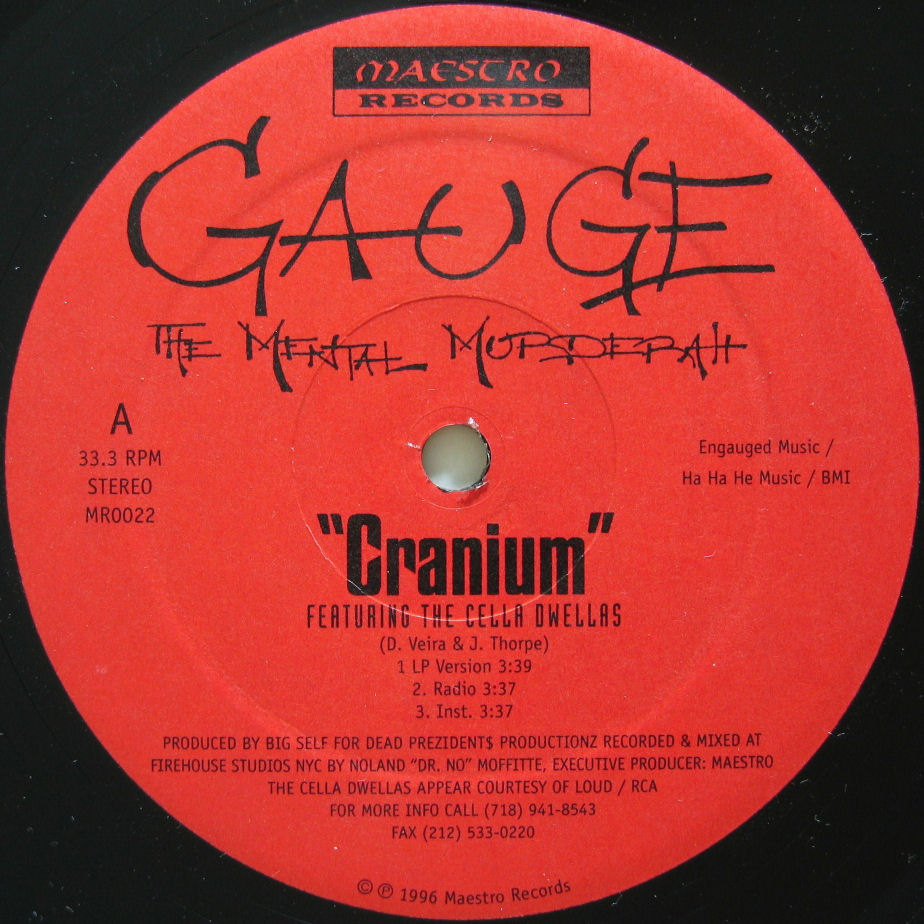 MAESTRO
RECORDS
GAUGE
THE MENTAL MURDERAH
A
33.3 RPM
STEREO
MR0022
Engauged Music /
Ha Ha He Music / BMI
"Cranium"
FEATURING THE CELLA DWELLAS
(D. Veira & J. Thorpe)
1 LP Version 3:39
2. Radio 3:37
3. Inst. 3:37
PRODUCED BY BIG SELF FOR DEAD PREZIDENT$ PRODUCTIONZ RECORDED & MIXED AT
FIREHOUSE STUDIOS NYC BY NOLAND "DR. NO" MOFFITTE, EXECUTIVE PRODUCER: MAESTRO
THE CELLA DWELLAS APPEAR COURTESY OF LOUD / RCA
FOR MORE INFO CALL (718) 941-8543
FAX (212) 533-0220
© ℗ 1996 Maestro Records